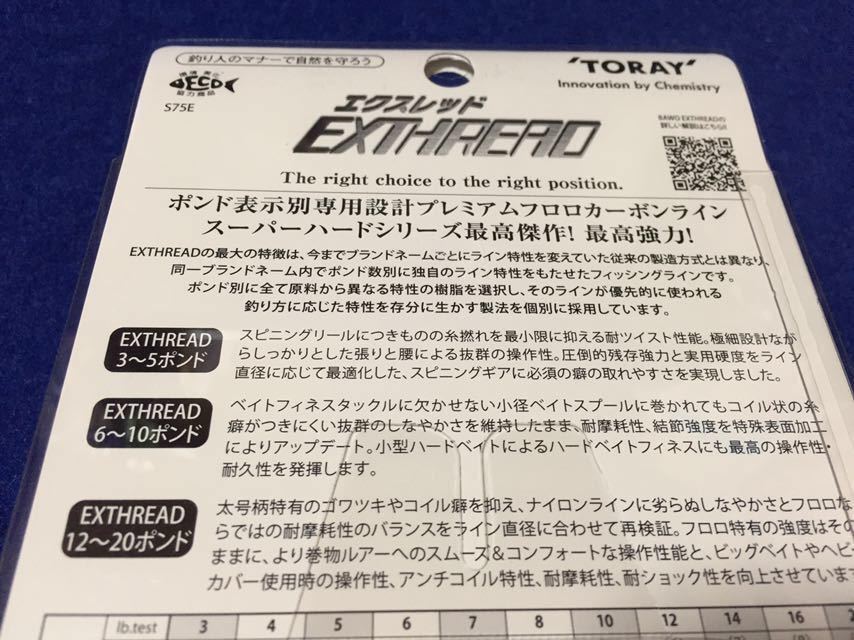 釣り人のマナーで自然を守ろう
ECO
協力商品
S75E
'TORAY'
Innovation by Chemistry
エクスレッド
EXTHREAD
BAWO EXTHREADの
詳しい解説はこちら!!
The right choice to the right position.
ポンド表示別専用設計プレミアムフロロカーボンライン
スーパーハードシリーズ最高傑作! 最高強力!
EXTHREADの最大の特徴は、今までブランドネームごとにライン特性を変えていた従来の製造方式とは異なり、
同一ブランドネーム内でポンド数別に独自のライン特性をもたせたフィッシングラインです。
ポンド別に全て原料から異なる特性の樹脂を選択し、そのラインが優先的に使われる
釣り方に応じた特性を存分に生かす製法を個別に採用しています。
EXTHREAD
3〜5ポンド
スピニングリールにつきものの糸撚れを最小限に抑える耐ツイスト性能。極細設計なが
らしっかりとした張りと腰による抜群の操作性。圧倒的残存強力と実用硬度をライン
直径に応じて最適化した、スピニングギアに必須の癖の取れやすさを実現しました。
EXTHREAD
6〜10ポンド
ベイトフィネスタックルに欠かせない小径ベイトスプールに巻かれてもコイル状の糸
癖がつきにくい抜群のしなやかさを維持したまま、耐摩耗性、結節強度を特殊表面加工
によりアップデート。小型ハードベイトによるハードベイトフィネスにも最高の操作性・
耐久性を発揮します。
EXTHREAD
12〜20ポンド
太号柄特有のゴワツキやコイル癖を抑え、ナイロンラインに劣らぬしなやかさとフロロな
らではの耐摩耗性のバランスをライン直径に合わせて再検証。フロロ特有の強度はその
ままに、より巻物ルアーへのスムーズ&コンフォートな操作性能と、ビッグベイトやヘビー
カバー使用時の操作性、アンチコイル特性、耐摩耗性、耐ショック性を向上させています
lb.test 3 4 5 6 7 8 10 12 14 16